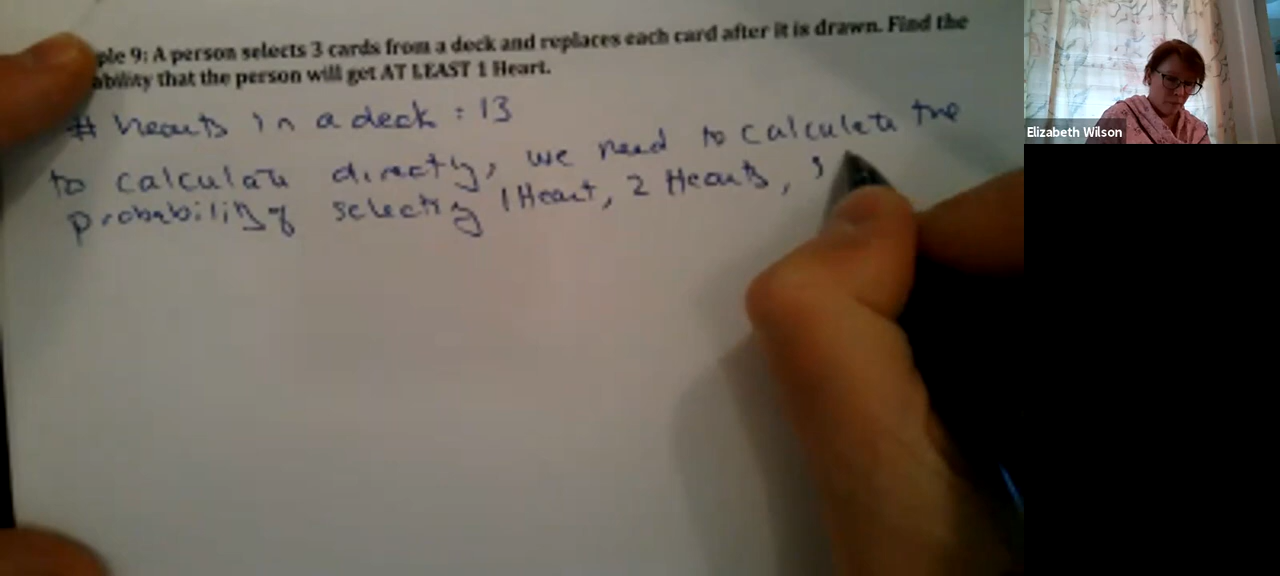 ple 9: A person selects 3 cards from a deck and replaces each card after it is drawn. Find the
ability that the person will get AT LEAST 1 Heart.
# hearts in a deck : 13
to calculate directly, we need to calculate the
probability of selecting 1 Heart, 2 Hearts,
Elizabeth Wilson